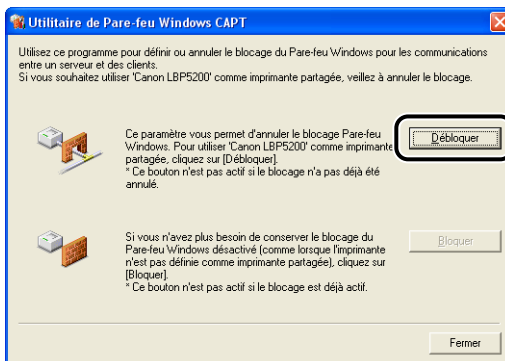 Utilitaire de Pare-feu Windows CAPT
Utilisez ce programme pour définir ou annuler le blocage du Pare-feu Windows pour les communications
entre un serveur et des clients.
Si vous souhaitez utiliser 'Canon LBP5200' comme imprimante partagée, veillez à annuler le blocage.
Ce paramètre vous permet d'annuler le blocage Pare-feu
Windows. Pour utiliser 'Canon LBP5200' comme imprimante
partagée, cliquez sur [Débloquer].
* Ce bouton n'est pas actif si le blocage n'a pas déjà été
annulé.
Débloquer
Si vous n'avez plus besoin de conserver le blocage du
Pare-feu Windows désactivé (comme lorsque l'imprimante
n'est pas définie comme imprimante partagée), cliquez sur
[Bloquer].
* Ce bouton n'est pas actif si le blocage est déjà actif.
Bloquer
Fermer